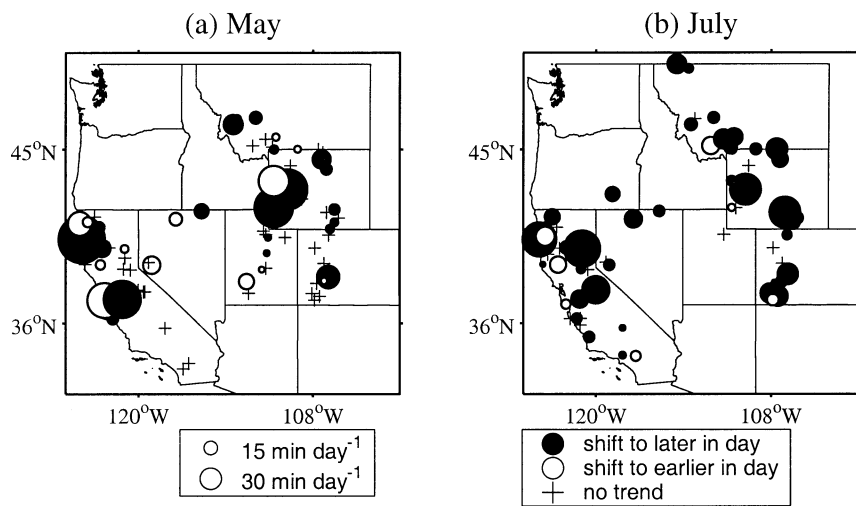 (a) May
(b) July
45°N
36°N
120°W
108°W
45°N
36°N
120°W
108°W
15 min day⁻¹
30 min day⁻¹
shift to later in day
shift to earlier in day
no trend